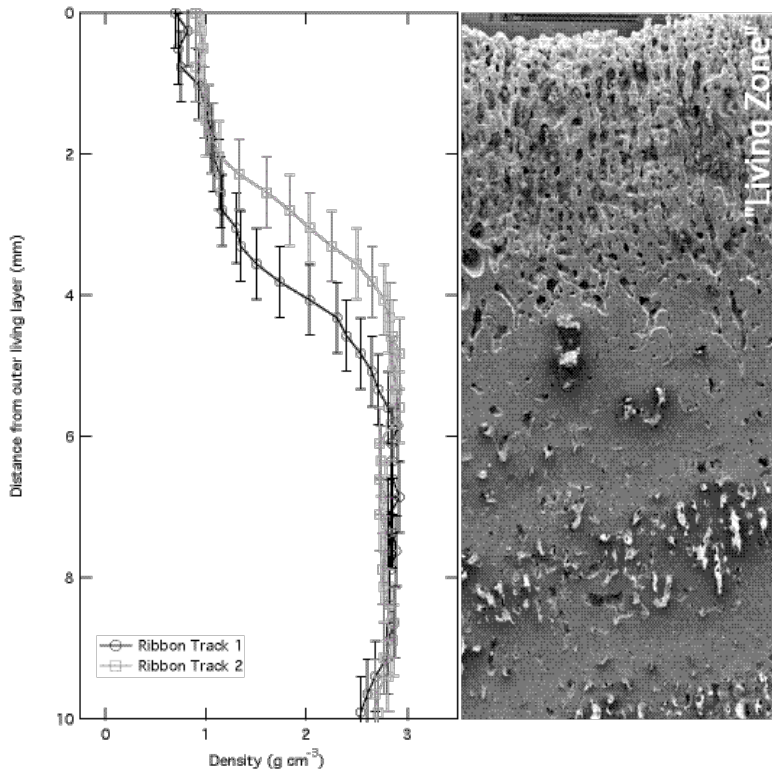 0
2
4
6
8
10
Distance from outer living layer (mm)
Ribbon Track 1
Ribbon Track 2
0
1
2
3
Density (g cm⁻³)
"Living Zone"